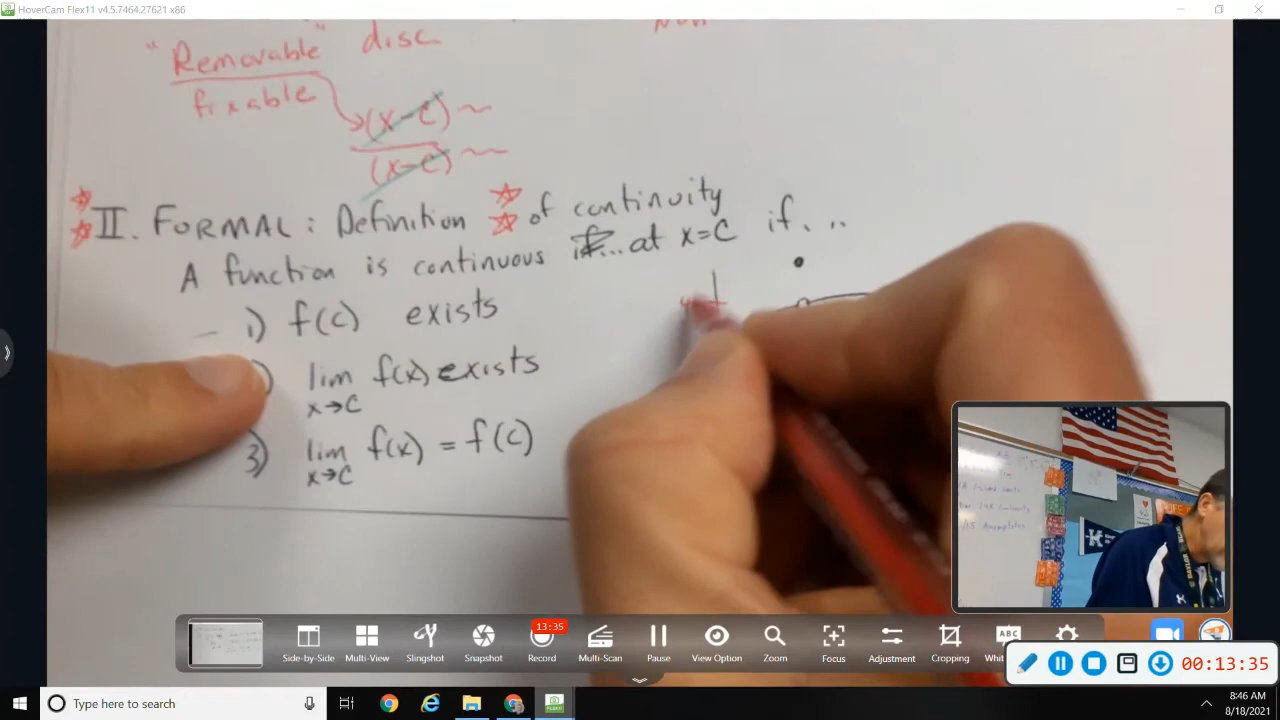 HoverCam Flex11 v4.5.7464.27621 x86
"Removable" disc
fixable
(x-c)
(x-c)
II. FORMAL: Definition of continuity
A function is continuous if... at x=c if...
1) f(c) exists
) lim f(x) exists
x→c
3) lim f(x) = f(c)
x→c
13:35
Side-by-Side Multi-View Slingshot Snapshot Record Multi-Scan Pause View Option Zoom Focus Adjustment Cropping Whit
ABC
00:13:35
Type here to search
8:46 AM
8/18/2021